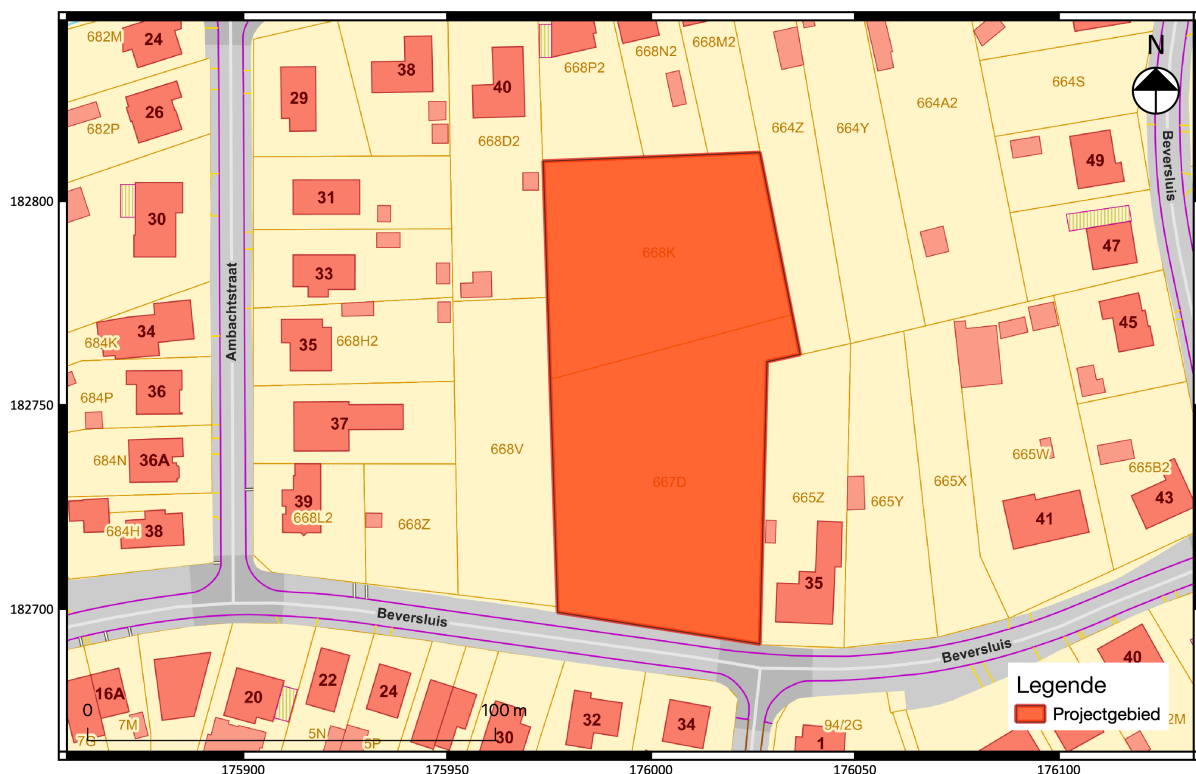 682M
24
38
40
668P2
668N2
668M2
N
664S
29
26
682P
664A2
668D2
664Z
664Y
Beversluis
49
182800
31
30
47
668K
33
Ambachtstraat
34
684K
35
668H2
45
36
684P
182750
37
668V
684N
36A
665W
665B2
667D
665X
39
668L2
668Z
665Z
665Y
43
684H
38
41
35
182700
Beversluis
Beversluis
40
Legende
Projectgebied
16A
22
20
24
0
100 m
7M
7G
5N
5P
30
32
34
94/2G
1
2M
175900
175950
176000
176050
176100